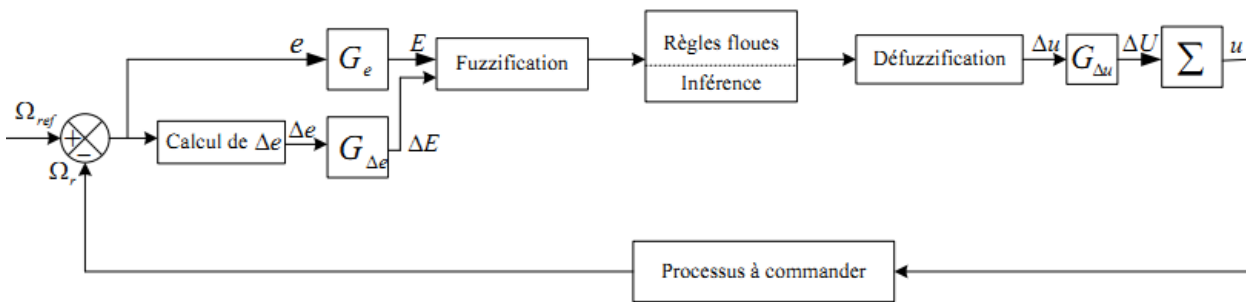 e
G_e
E
Fuzzification
Règles floues
Inférence
Défuzzification
Δu
G_Δu
ΔU
Σ
u
Ω_ref
+
−
Ω_r
Calcul de Δe
Δe
G_Δe
ΔE
Processus à commander